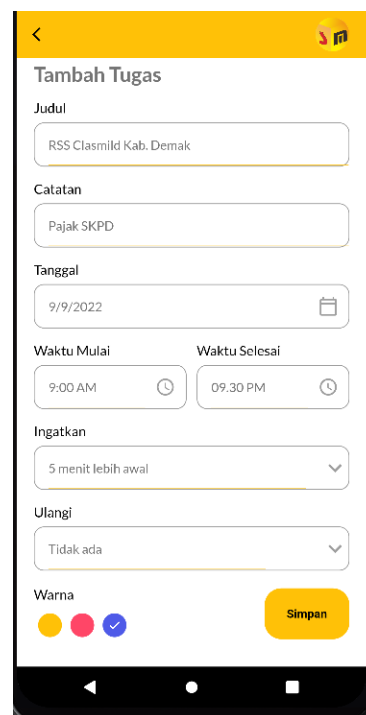 Tambah Tugas
Judul
RSS Clasmild Kab. Demak
Catatan
Pajak SKPD
Tanggal
9/9/2022
Waktu Mulai Waktu Selesai
9:00 AM 09.30 PM
Ingatkan
5 menit lebih awal
Ulangi
Tidak ada
Warna
Simpan